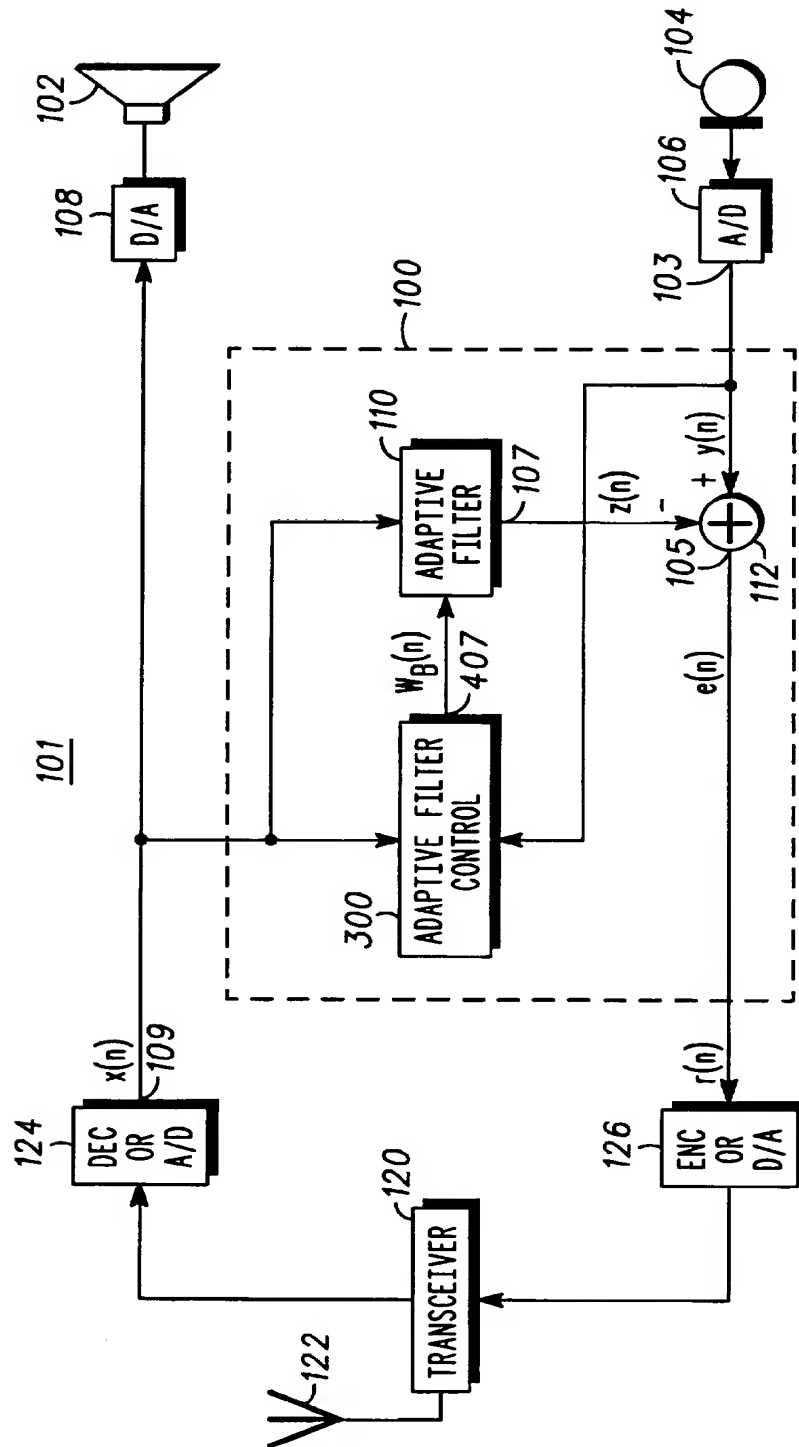 101
122
TRANSCEIVER
120
124
DEC
OR
A/D
109
x(n)
126
ENC
OR
D/A
r(n)
100
300
ADAPTIVE FILTER
CONTROL
407
W_B(n)
ADAPTIVE
FILTER
110
107
z(n)
-
+
y(n)
105
112
e(n)
108
D/A
102
103
A/D
106
104